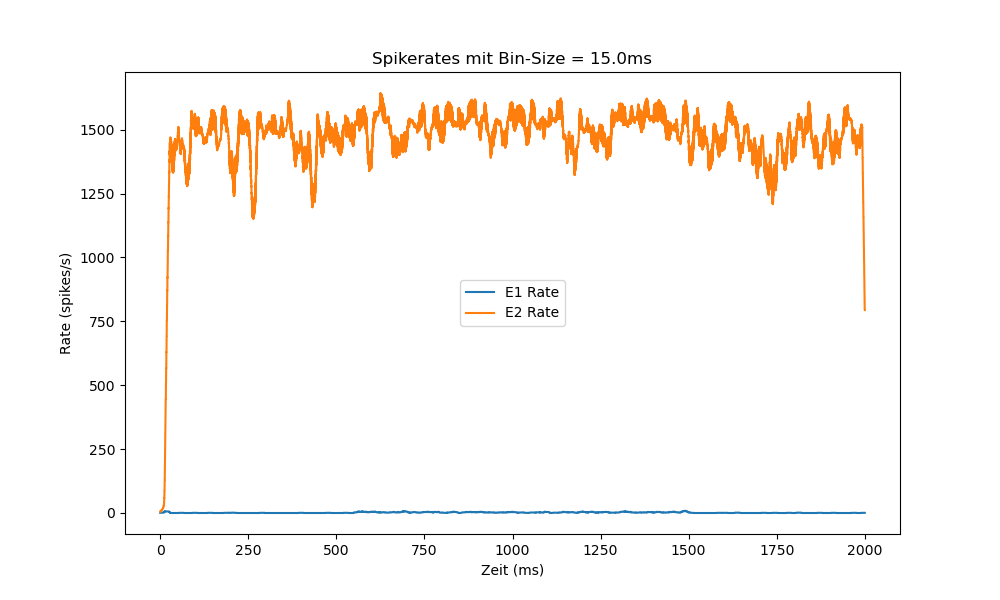 Spikerates mit Bin-Size = 15.0ms
Rate (spikes/s)
1500
1250
1000
750
500
250
0
E1 Rate
E2 Rate
0 250 500 750 1000 1250 1500 1750 2000
Zeit (ms)